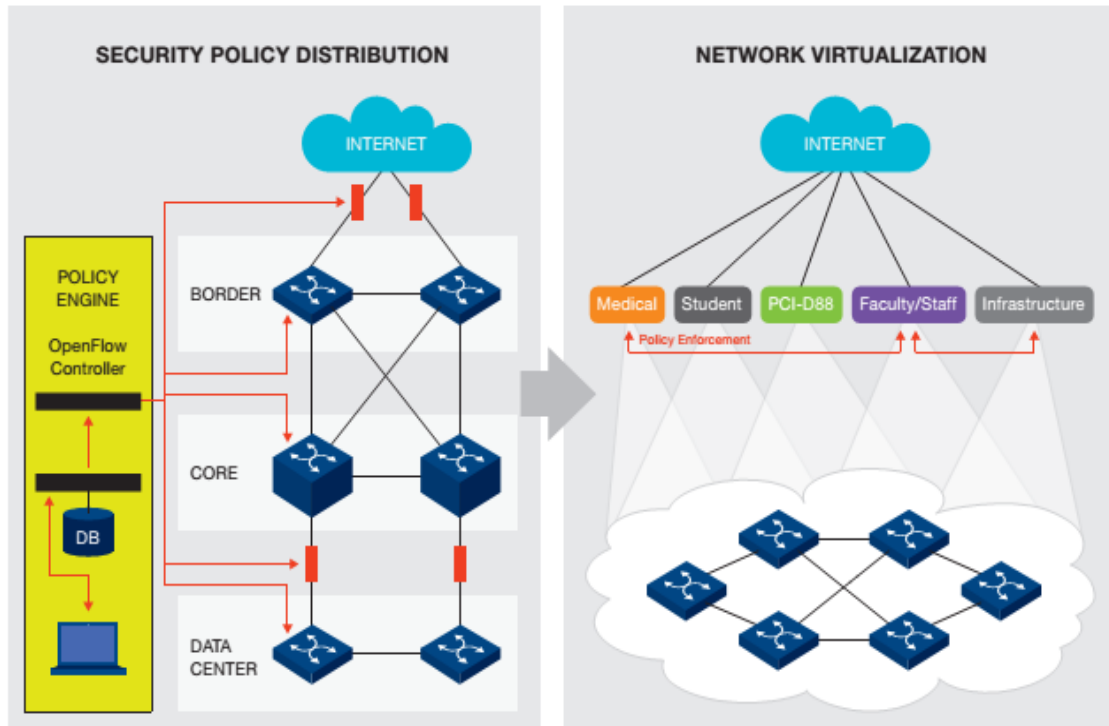 SECURITY POLICY DISTRIBUTION
INTERNET
POLICY
ENGINE
OpenFlow
Controller
DB
BORDER
CORE
DATA
CENTER
NETWORK VIRTUALIZATION
INTERNET
Medical
Student
PCI-D88
Faculty/Staff
Infrastructure
Policy Enforcement